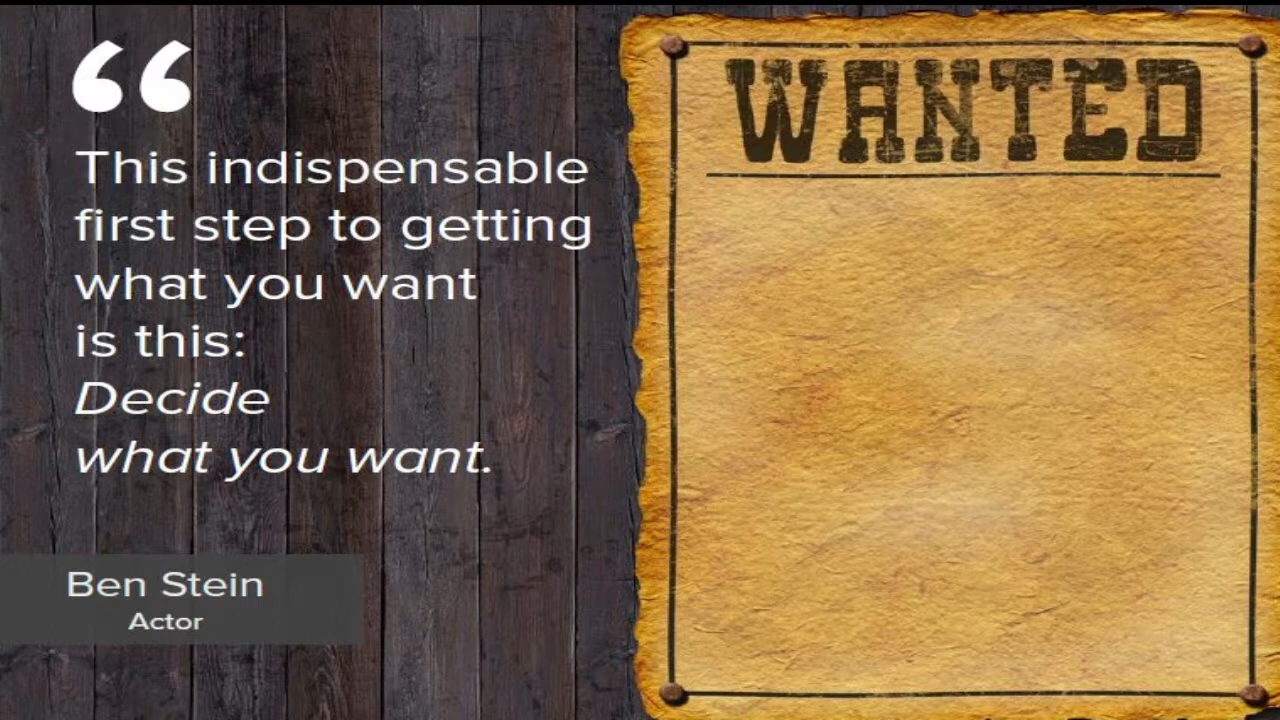 “
This indispensable
first step to getting
what you want
is this:
Decide
what you want.
Ben Stein
Actor
WANTED